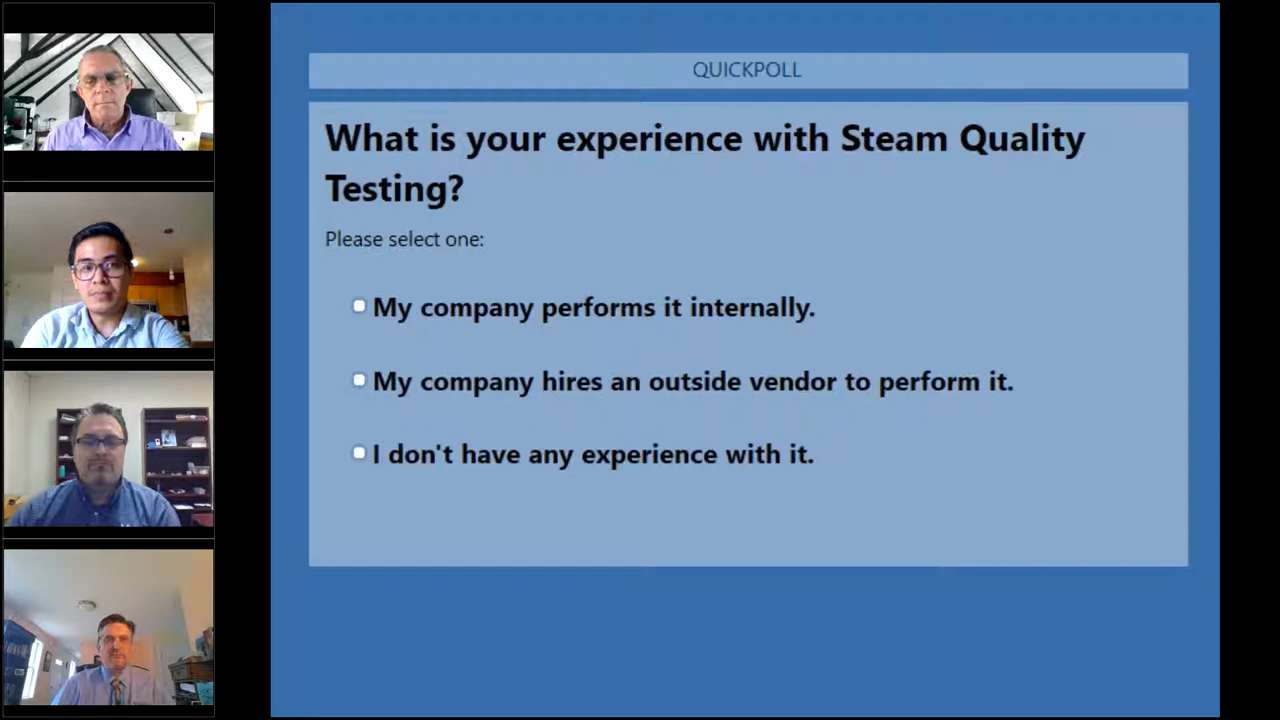 QUICKPOLL
What is your experience with Steam Quality
Testing?
Please select one:
My company performs it internally.
My company hires an outside vendor to perform it.
I don't have any experience with it.